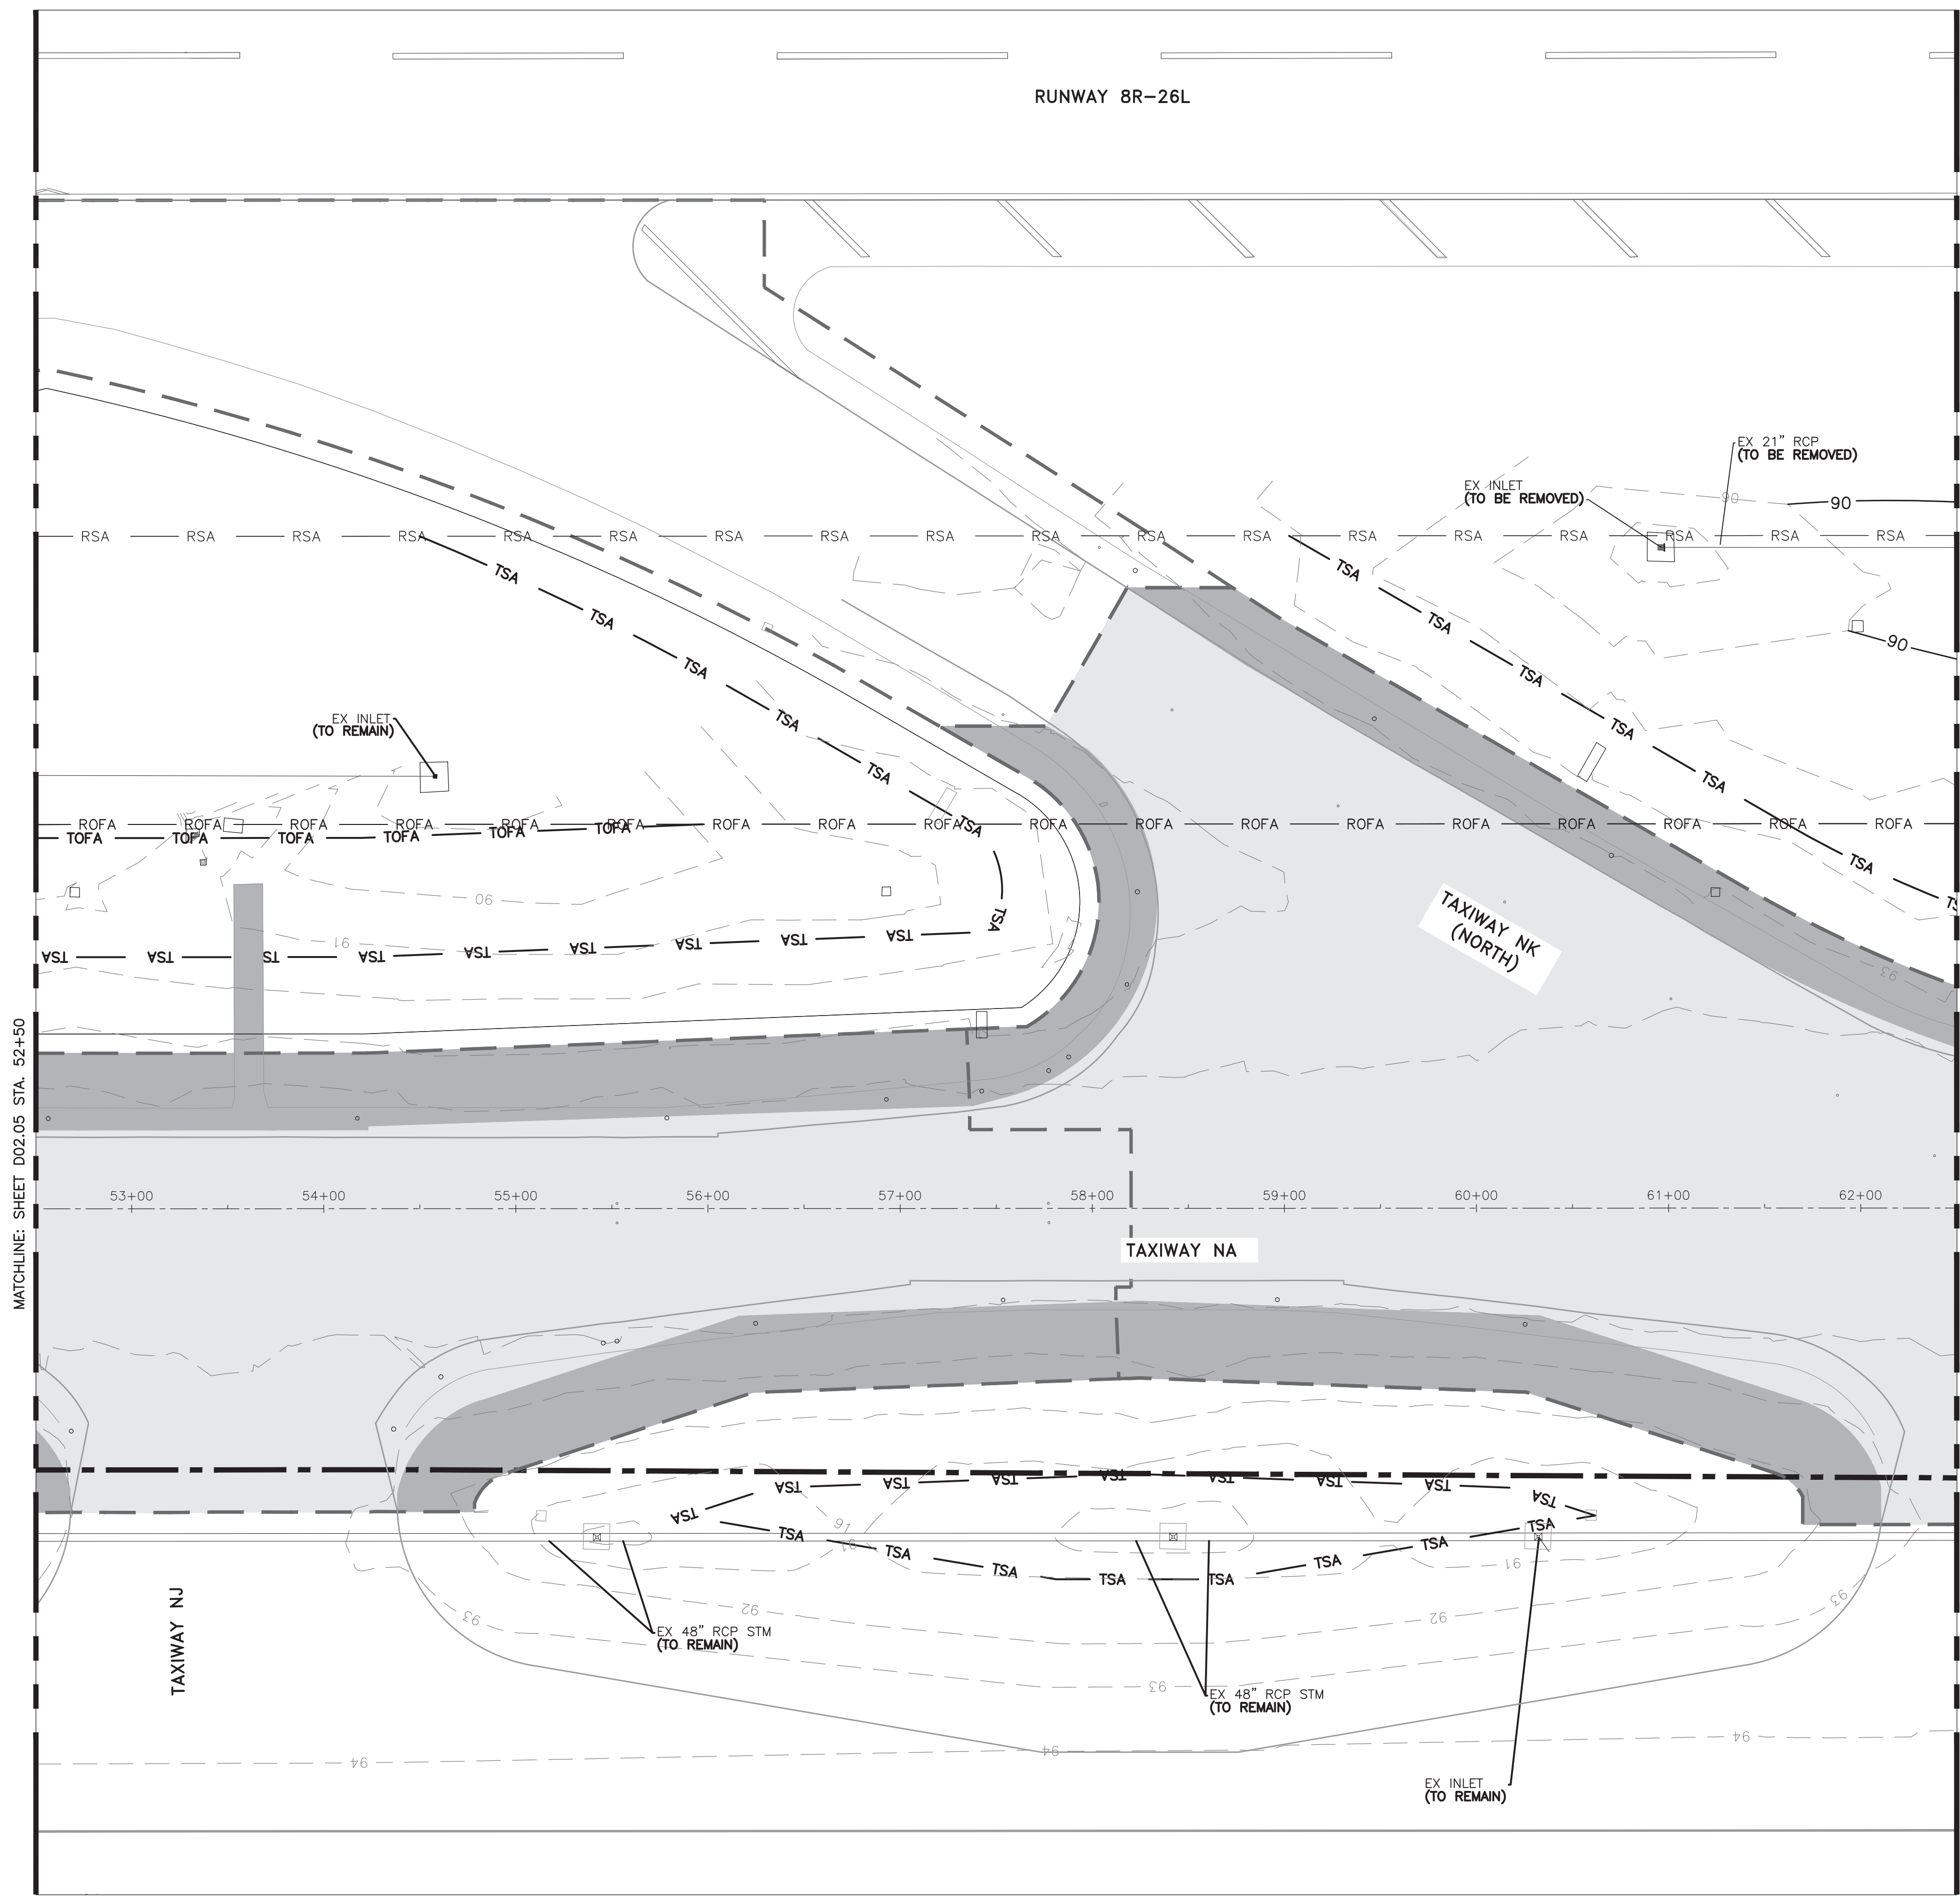 RUNWAY 8R-26L
EX 21" RCP
(TO BE REMOVED)
EX INLET
(TO BE REMOVED)
90
90
RSA RSA RSA RSA RSA RSA RSA RSA RSA RSA RSA RSA RSA RSA RSA RSA RSA RSA
TSA TSA TSA TSA TSA TSA
TSA TSA TSA TSA TSA TSA TS
90
EX INLET
(TO REMAIN)
ROFA ROFA ROFA ROFA ROFA ROFA ROFA ROFA ROFA ROFA ROFA ROFA ROFA ROFA ROFA ROFA ROFA ROFA
TOFA TOFA TOFA TOFA TOFA TOFA
90
91
TSA
TSA TSA ST TSA TSA TSA TSA TSA TSA
TAXIWAY NK
(NORTH)
93
MATCHLINE: SHEET D02.05 STA. 52+50
53+00 54+00 55+00 56+00 57+00 58+00 59+00 60+00 61+00 62+00
TAXIWAY NA
TSA TSA TSA TSA TSA TSA TSA TSA TSA
TSA TSA TSA TSA TSA TSA TSA TSA
91
91
91
92
92
93
93
93
TAXIWAY NJ
EX 48" RCP STM
(TO REMAIN)
EX 48" RCP STM
(TO REMAIN)
94
94
94
EX INLET
(TO REMAIN)